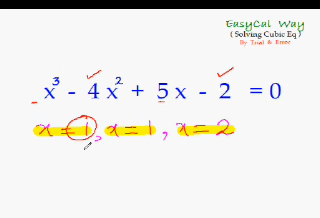 EasyCal Way
(Solving Cubic Eq)
By Trial & Error
x³ - 4x² + 5x - 2 = 0
x = 1, x = 1, x = 2